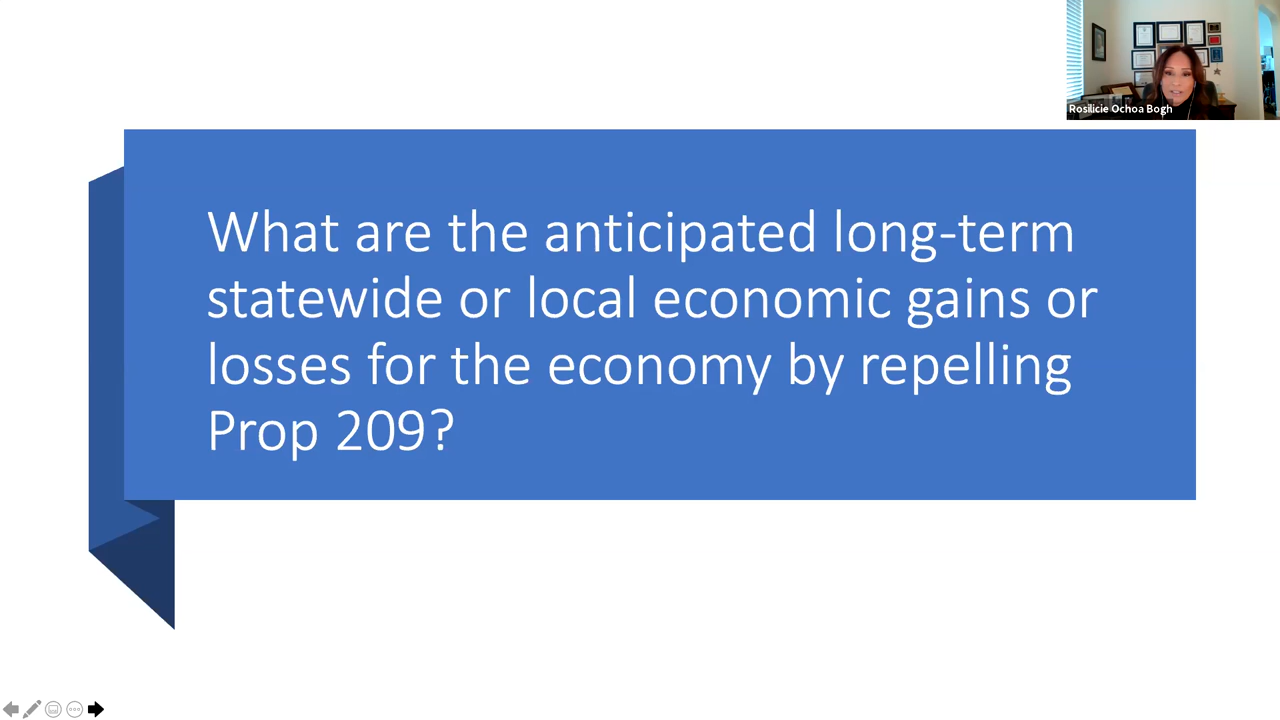 Rosilicie Ochoa Bogh
What are the anticipated long-term
statewide or local economic gains or
losses for the economy by repelling
Prop 209?